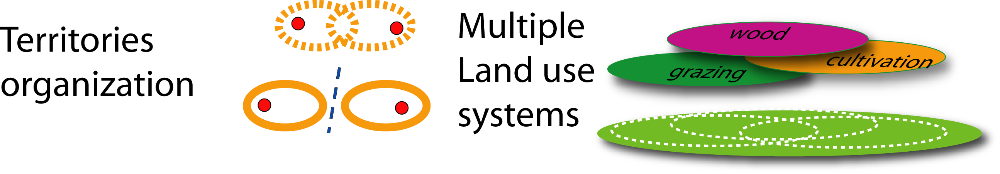 Territories
organization
Multiple
Land use
systems
wood
cultivation
grazing